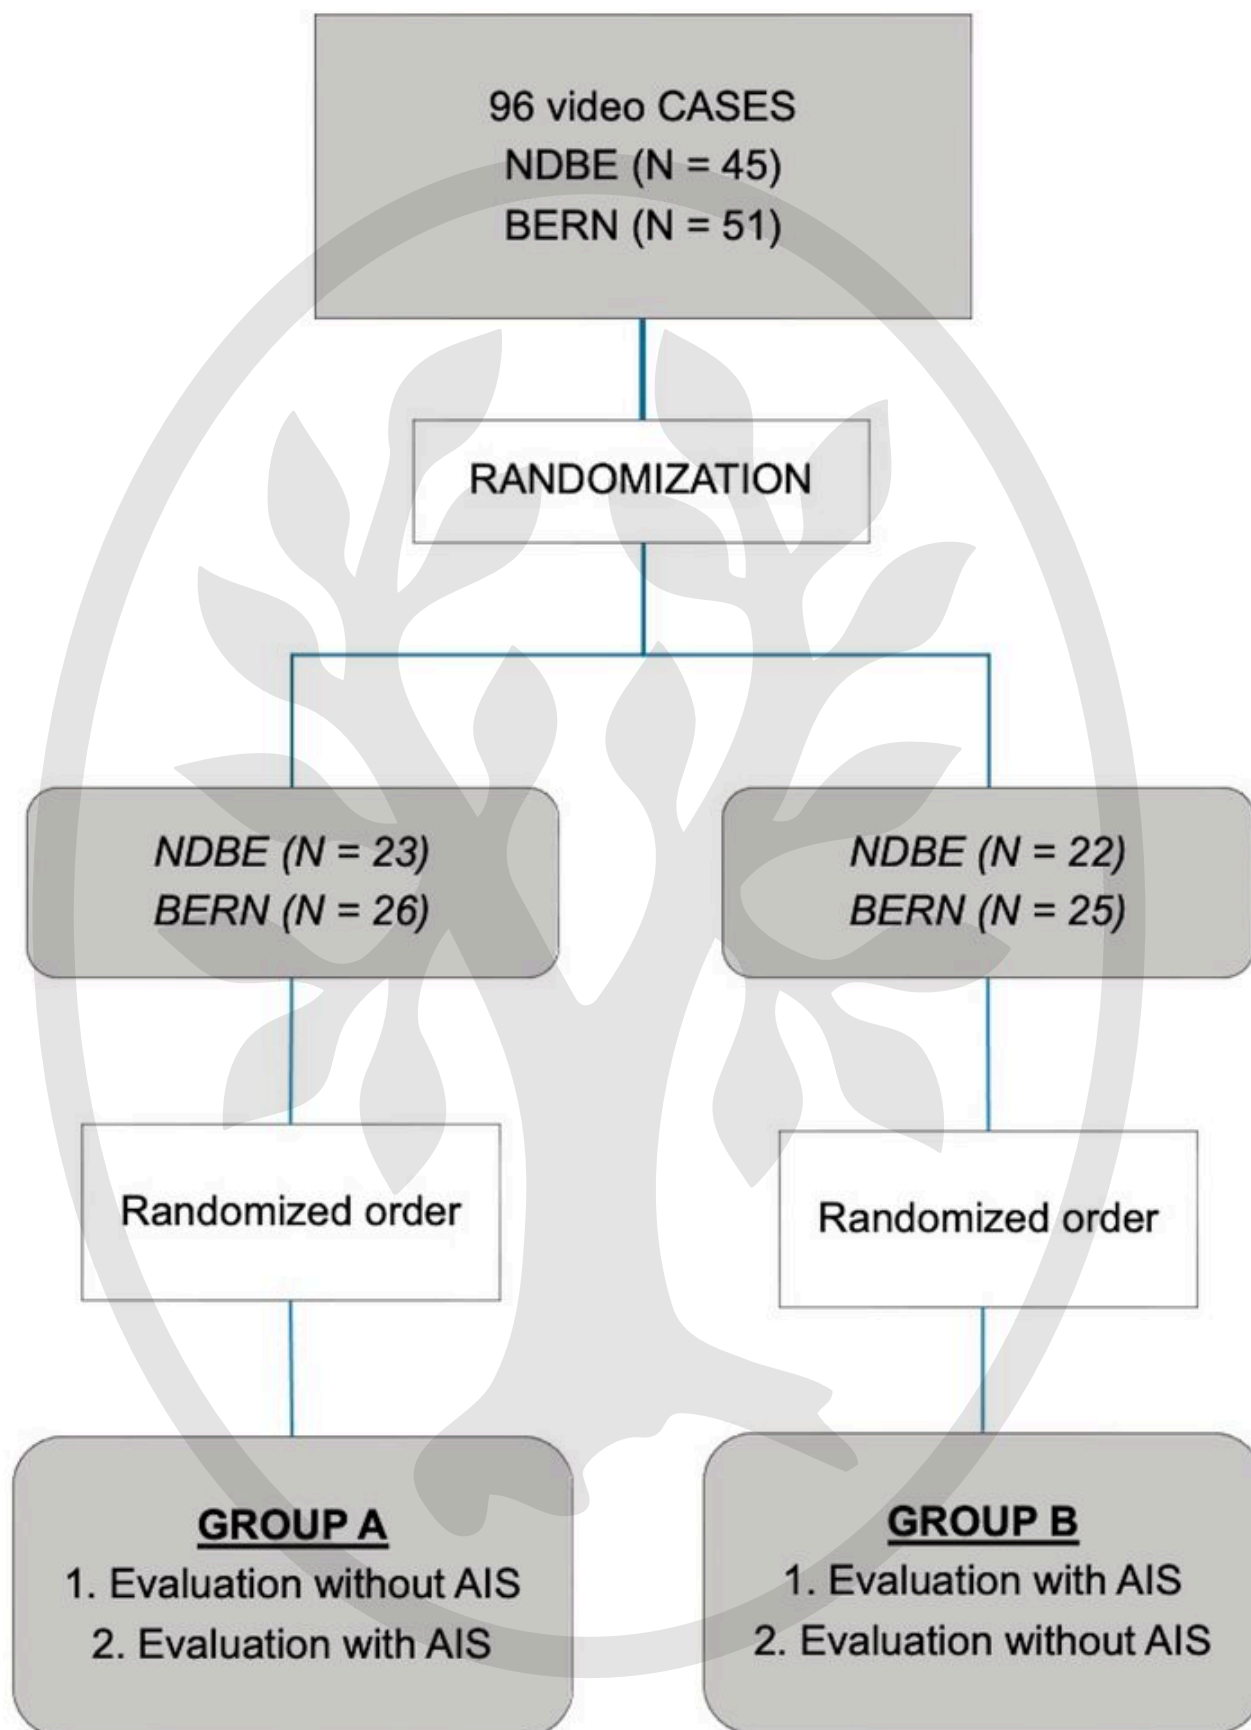 96 video CASES
NDBE (N = 45)
BERN (N = 51)
RANDOMIZATION
NDBE (N = 23)
BERN (N = 26)
NDBE (N = 22)
BERN (N = 25)
Randomized order
Randomized order
GROUP A
1. Evaluation without AIS
2. Evaluation with AIS
GROUP B
1. Evaluation with AIS
2. Evaluation without AIS